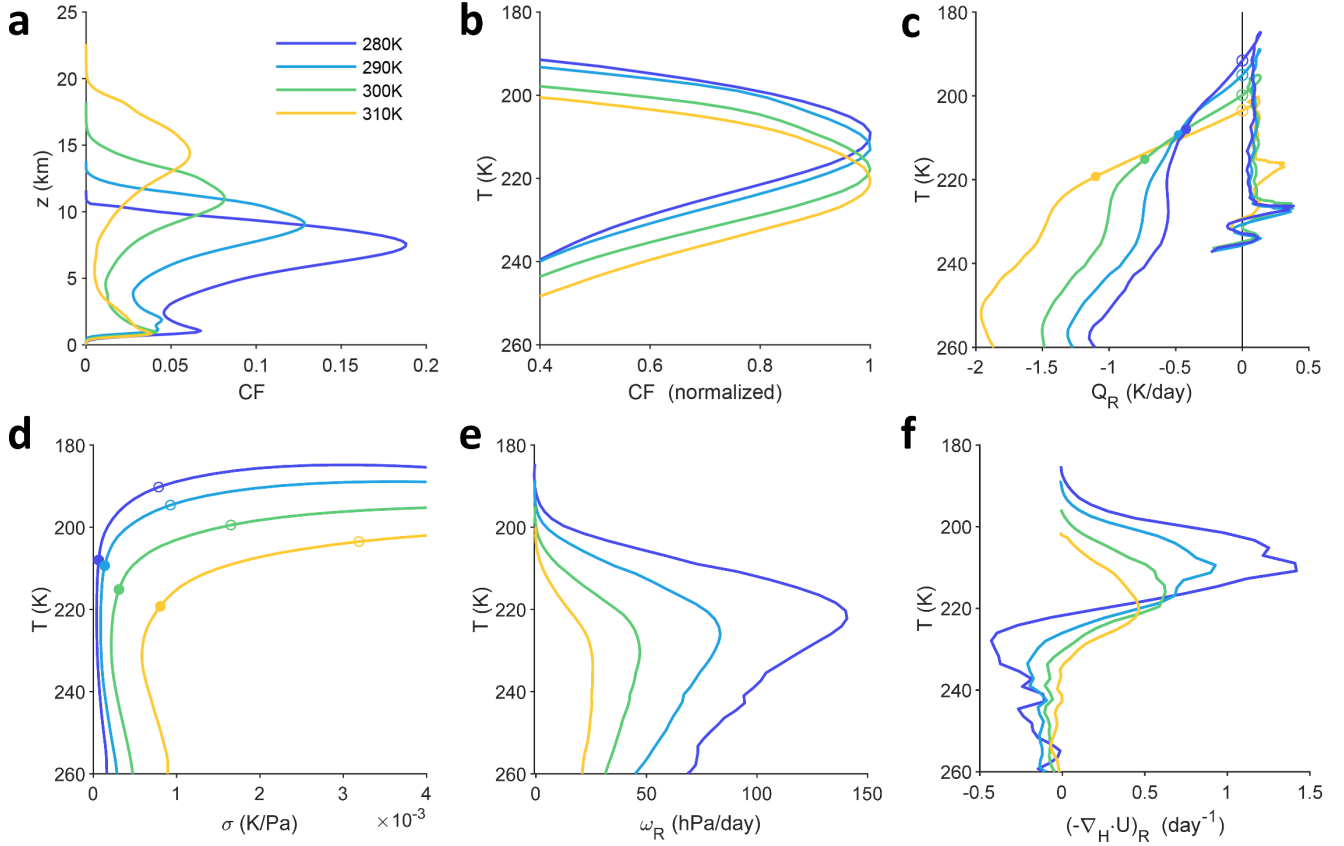 a
25
20
15
10
5
0
z (km)
0
0.05
0.1
0.15
0.2
CF
280K
290K
300K
310K
b
180
200
220
240
260
T (K)
0.4
0.6
0.8
1
CF (normalized)
c
180
200
220
240
260
T (K)
-2
-1.5
-1
-0.5
0
0.5
Q_R (K/day)
d
180
200
220
240
260
T (K)
0
1
2
3
4
×10^-3
σ (K/Pa)
e
180
200
220
240
260
T (K)
0
50
100
150
ω_R (hPa/day)
f
180
200
220
240
260
T (K)
-0.5
0
0.5
1
1.5
(-∇_H·U)_R (day^-1)